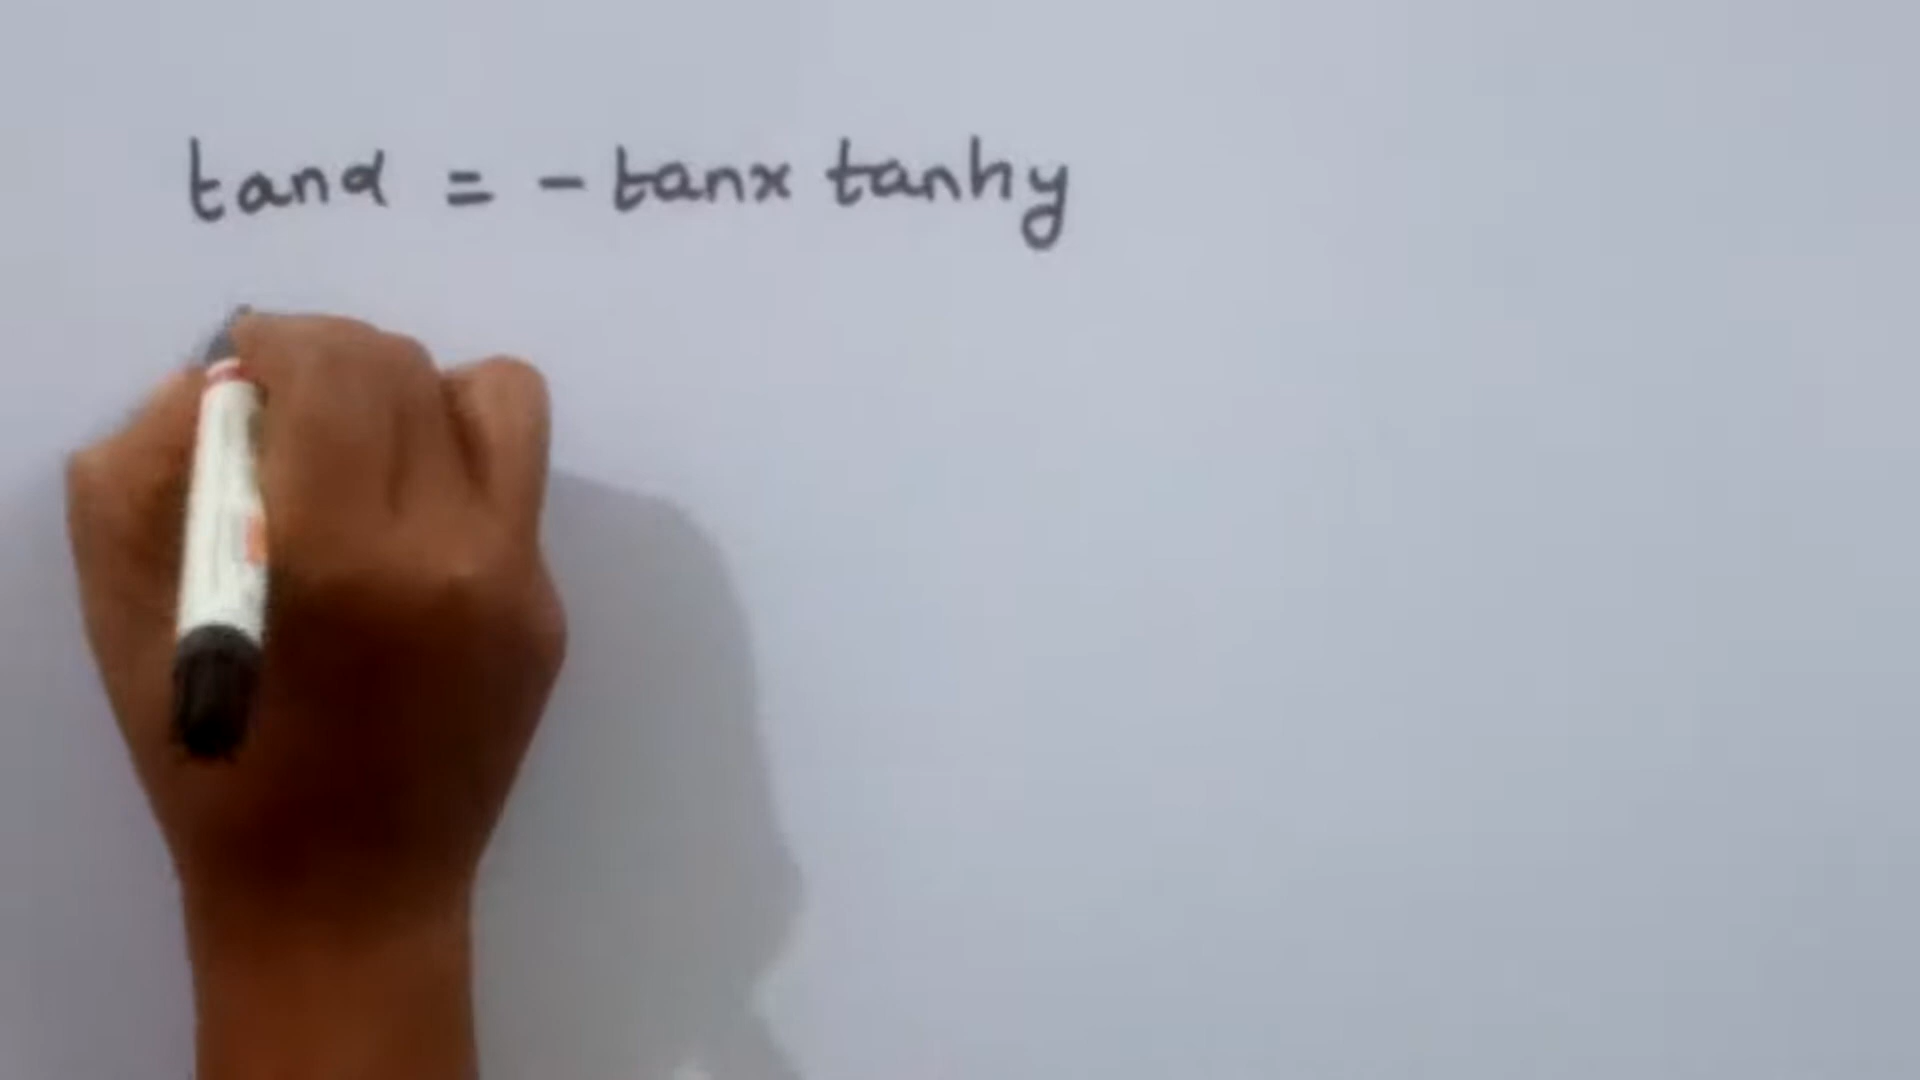 tanα = - tanx tanhy